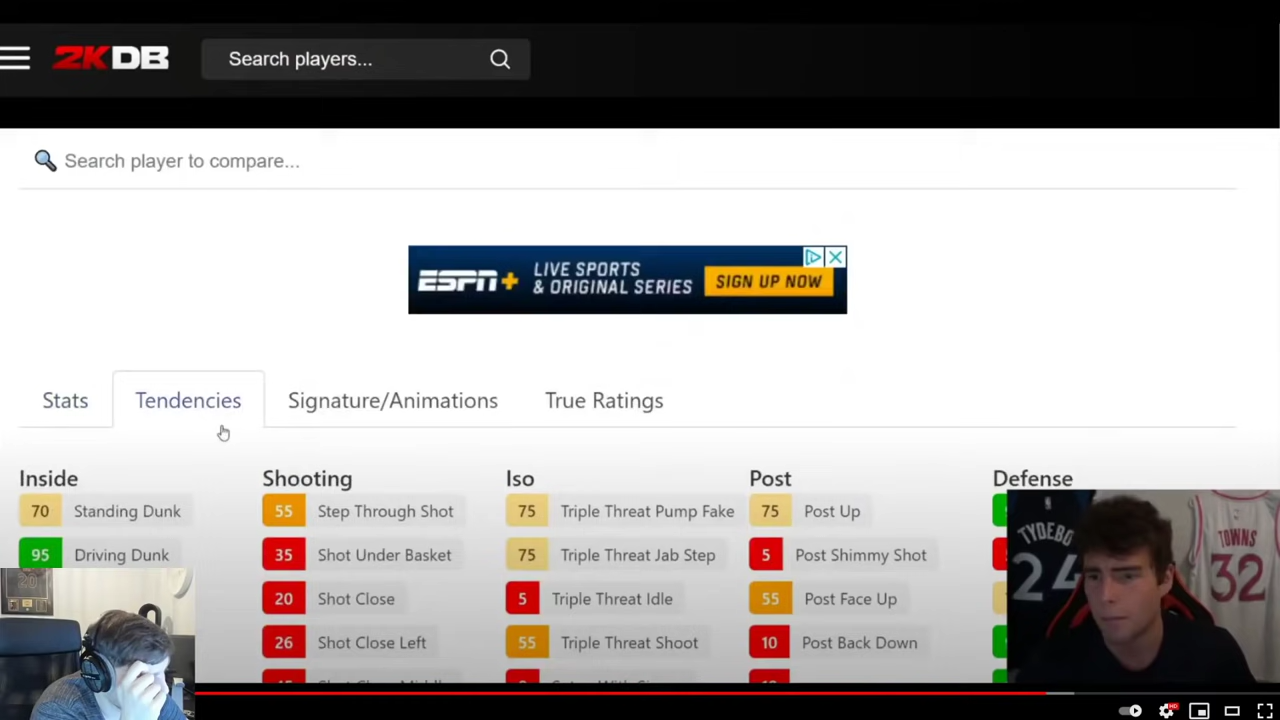 2KDB
Search players...
Search player to compare...
ESPN+ LIVE SPORTS & ORIGINAL SERIES SIGN UP NOW
Stats Tendencies Signature/Animations True Ratings
Inside Shooting Iso Post Defense
70 Standing Dunk 55 Step Through Shot 75 Triple Threat Pump Fake 75 Post Up
95 Driving Dunk 35 Shot Under Basket 75 Triple Threat Jab Step 5 Post Shimmy Shot
20 Shot Close 5 Triple Threat Idle 55 Post Face Up
26 Shot Close Left 55 Triple Threat Shoot 10 Post Back Down
TYDEBO
24
TOWNS
32
20
HD